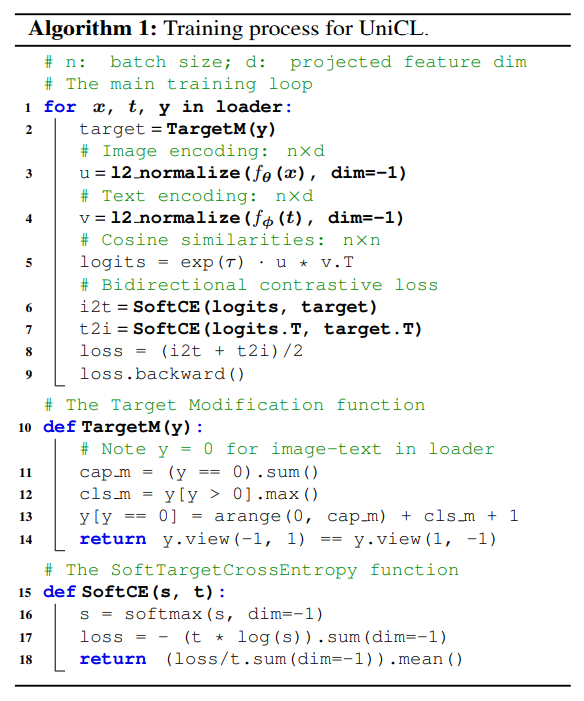 Algorithm 1: Training process for UniCL.
# n: batch size; d: projected feature dim
# The main training loop
1 for x, t, y in loader:
2 target = TargetM(y)
# Image encoding: n×d
3 u = l2_normalize(fθ(x), dim=-1)
# Text encoding: n×d
4 v = l2_normalize(fϕ(t), dim=-1)
# Cosine similarities: n×n
5 logits = exp(τ) · u * v.T
# Bidirectional contrastive loss
6 i2t = SoftCE(logits, target)
7 t2i = SoftCE(logits.T, target.T)
8 loss = (i2t + t2i)/2
9 loss.backward()
# The Target Modification function
10 def TargetM(y):
# Note y = 0 for image-text in loader
11 cap_m = (y == 0).sum()
12 cls_m = y[y > 0].max()
13 y[y == 0] = arange(0, cap_m) + cls_m + 1
14 return y.view(-1, 1) == y.view(1, -1)
# The SoftTargetCrossEntropy function
15 def SoftCE(s, t):
16 s = softmax(s, dim=-1)
17 loss = - (t * log(s)).sum(dim=-1)
18 return (loss/t.sum(dim=-1)).mean()